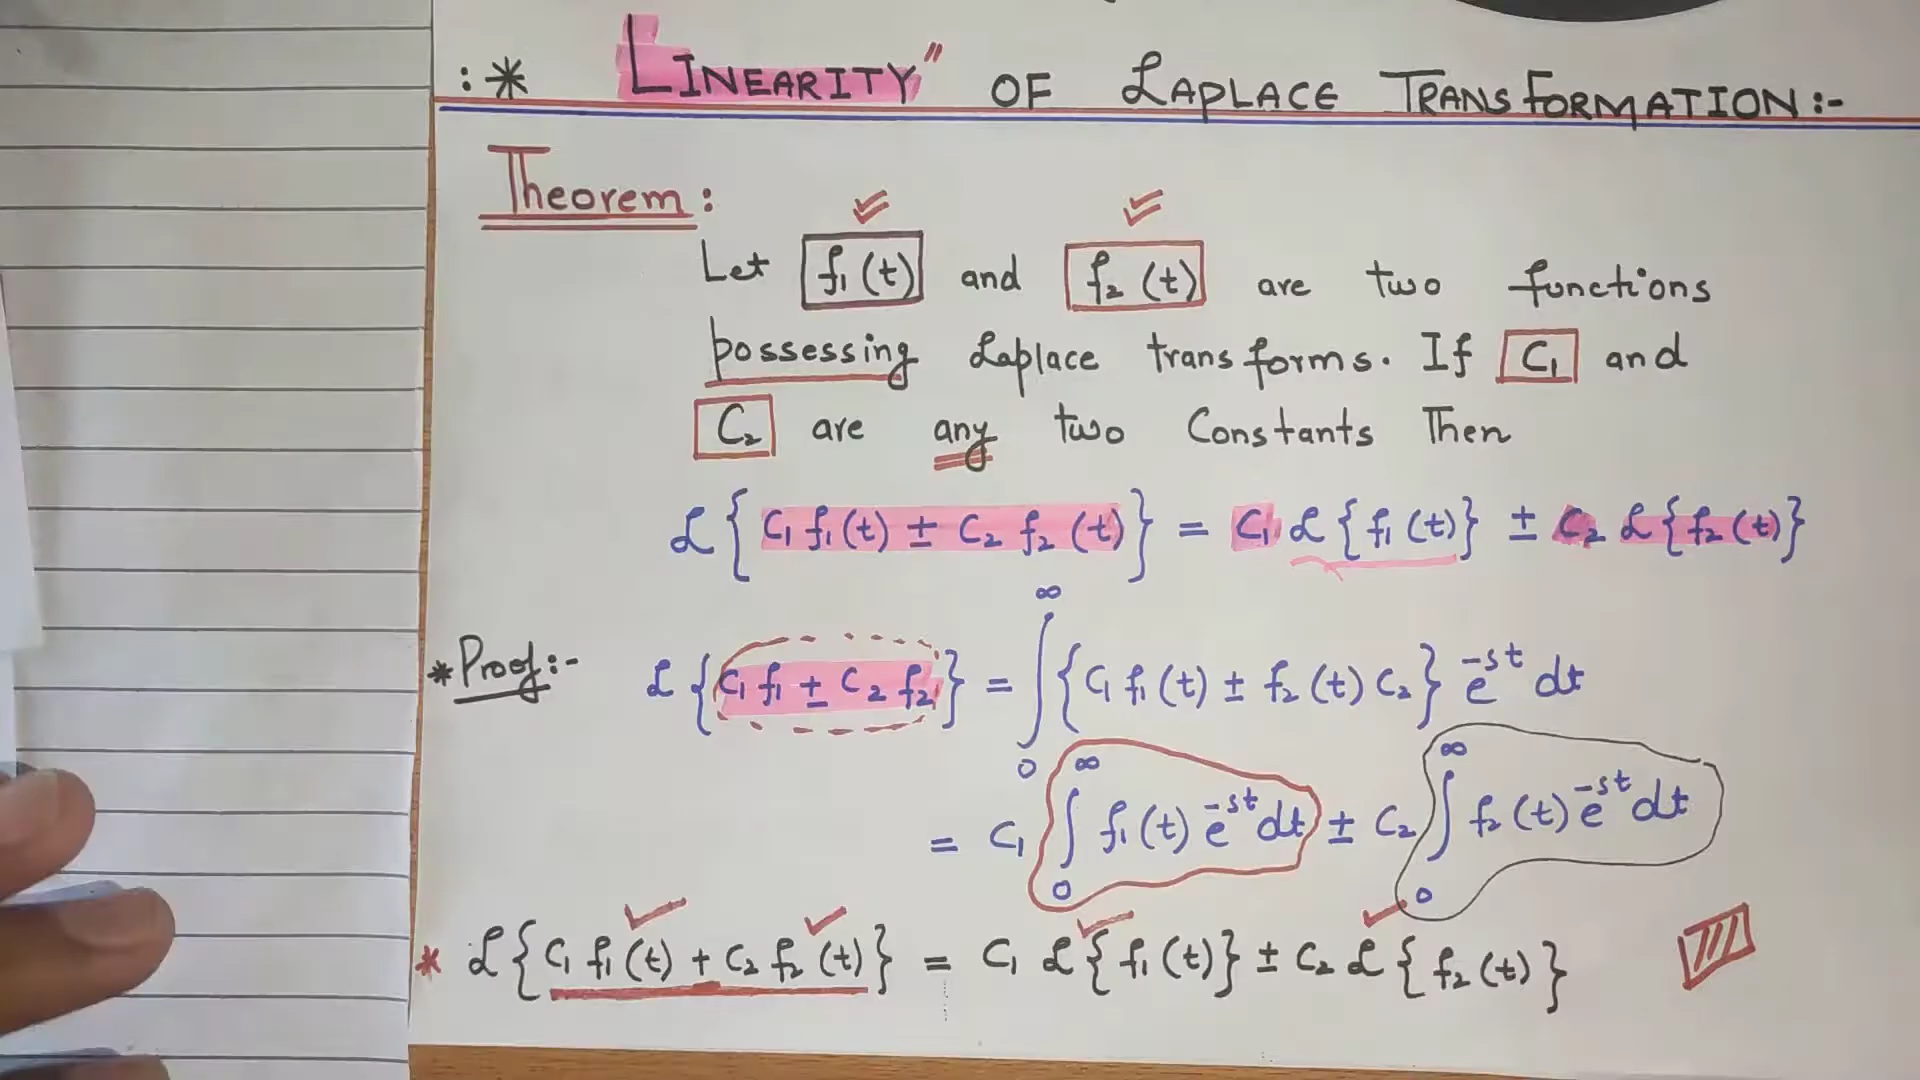 :* LINEARITY" OF LAPLACE TRANSFORMATION:-
Theorem:
Let f₁(t) and f₂(t) are two functions
possessing Laplace transforms. If C₁ and
C₂ are any two Constants Then
ℒ{C₁ f₁(t) ± C₂ f₂(t)} = C₁ ℒ{f₁(t)} ± C₂ ℒ{f₂(t)}
* Proof:- ℒ{C₁ f₁ ± C₂ f₂} = ∫₀^∞ {C₁ f₁(t) ± f₂(t) C₂} e^{-st} dt
= C₁ ∫₀^∞ f₁(t) e^{-st} dt ± C₂ ∫₀^∞ f₂(t) e^{-st} dt
* ℒ{C₁ f₁(t) + C₂ f₂(t)} = C₁ ℒ{f₁(t)} ± C₂ ℒ{f₂(t)}